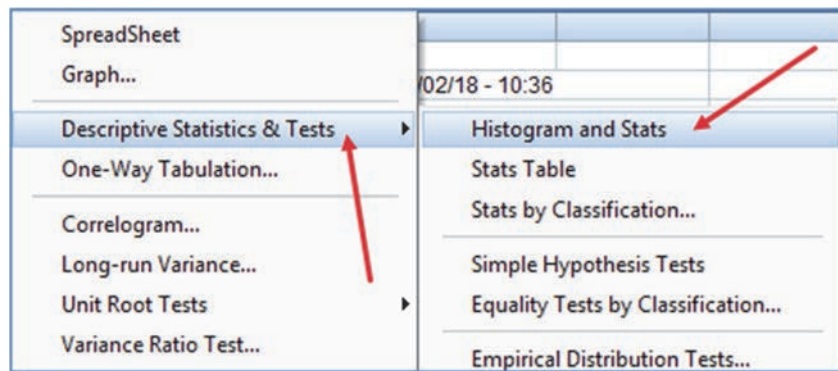 SpreadSheet
Graph...
Descriptive Statistics & Tests
One-Way Tabulation...
Correlogram...
Long-run Variance...
Unit Root Tests
Variance Ratio Test...
/02/18 - 10:36
Histogram and Stats
Stats Table
Stats by Classification...
Simple Hypothesis Tests
Equality Tests by Classification...
Empirical Distribution Tests...